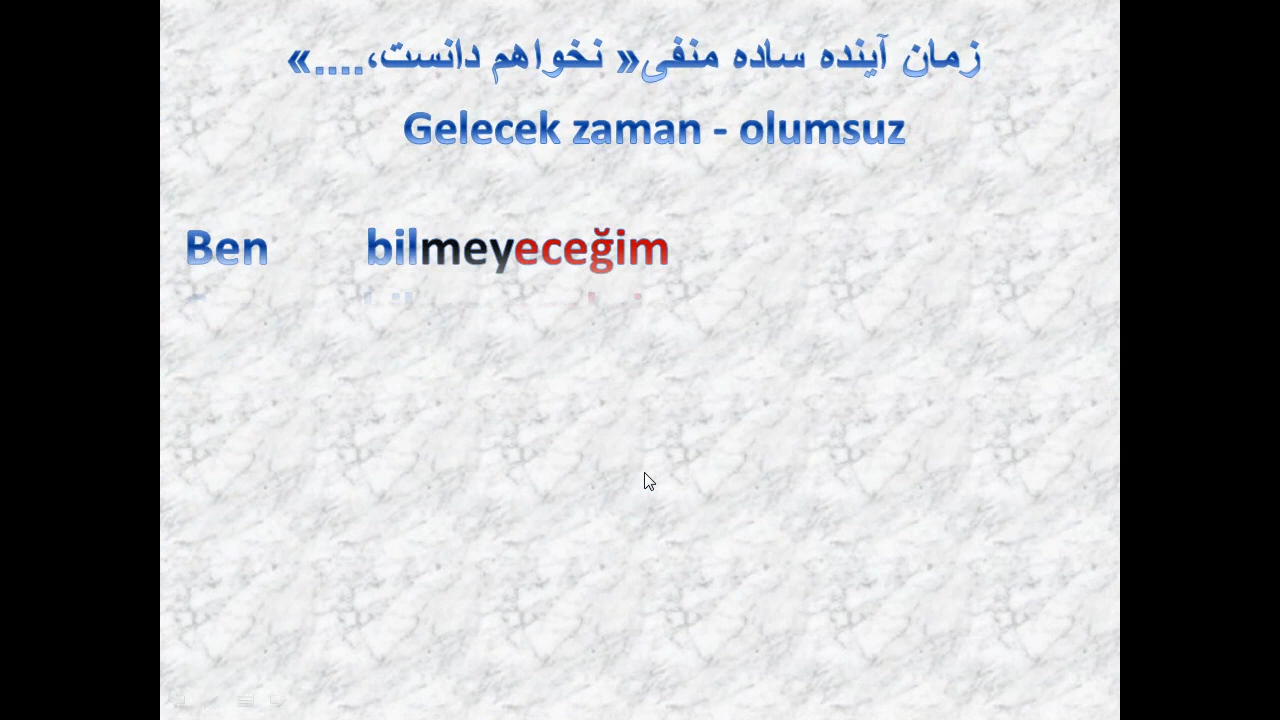 زمان آینده ساده منفی« نخواهم دانست،....»
Gelecek zaman - olumsuz
Ben bilmeyeceğim